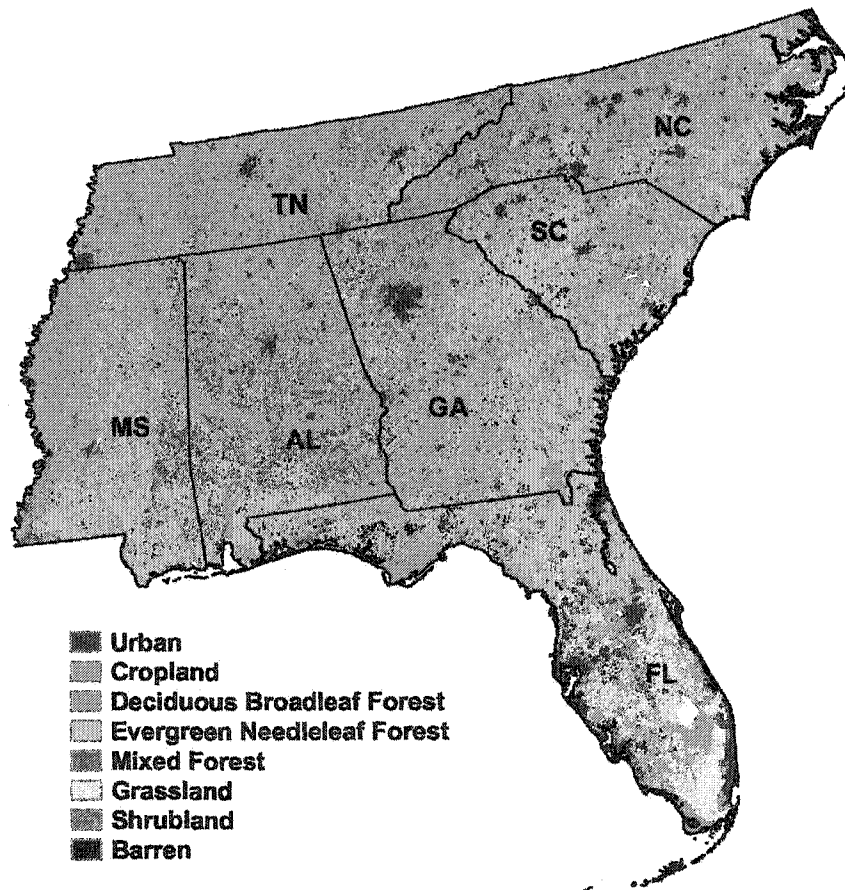 NC
TN
SC
GA
MS
AL
FL
Urban
Cropland
Deciduous Broadleaf Forest
Evergreen Needleleaf Forest
Mixed Forest
Grassland
Shrubland
Barren